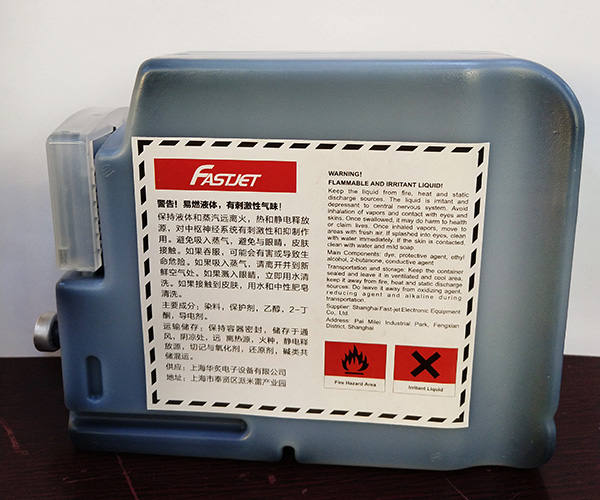 FASTJET
警告！易燃液体，有刺激性气味！
保持液体和蒸汽远离火，热和静电释放
源，对中枢神经系统有刺激性和抑制作
用。避免吸入蒸气，避免与眼睛，皮肤
接触。如果吞服，可能会有害或导致生
命危险。如果吸入蒸气，请离开并到新
鲜空气处。如果溅入眼睛，立即用水清
洗。如果接触到皮肤，用水和中性肥皂
清洗。
主要成分：染料，保护剂，乙醇，2-丁
酮，导电剂。
运输储存：保持容器密封，储存于通
风，阴凉处，远 离热源，火种，静电释
放源，切记与氧化剂，还原剂，碱类共
储混运。
供应：上海华炙电子设备有限公司
地址：上海市奉贤区派米雷产业园
WARNING!
FLAMMABLE AND IRRITANT LIQUID!
Keep the liquid from fire, heat and static
discharge sources. The liquid is irritant and
depressant to central nervous system. Avoid
inhalation of vapors and contact with eyes and
skins. Once swallowed, it may do harm to health
or claim lives. Once inhaled vapors, move to
areas with fresh air. If splashed into eyes, clean
with water immediately. If the skin is contacted,
clean with water and mild soap.
Main Components: dye, protective agent, ethyl
alcohol, 2-butanone, conductive agent.
Transportation and storage: Keep the container
sealed and leave it in ventilated and cool area,
keep it away from fire, heat and static discharge
sources. Do leave it away from oxidizing agent,
reducing agent and alkaline during
transportation.
Supplier: Shanghai Fast-jet Electronic Equipment
Co., Ltd.
Address: Pai Milei Industrial Park, Fengxian
District, Shanghai
Fire Hazard Area
Irritant Liquid